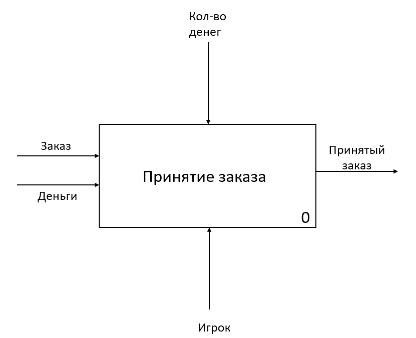 Кол-во
денег
Заказ
Деньги
Принятие заказа
0
Принятый
заказ
Игрок